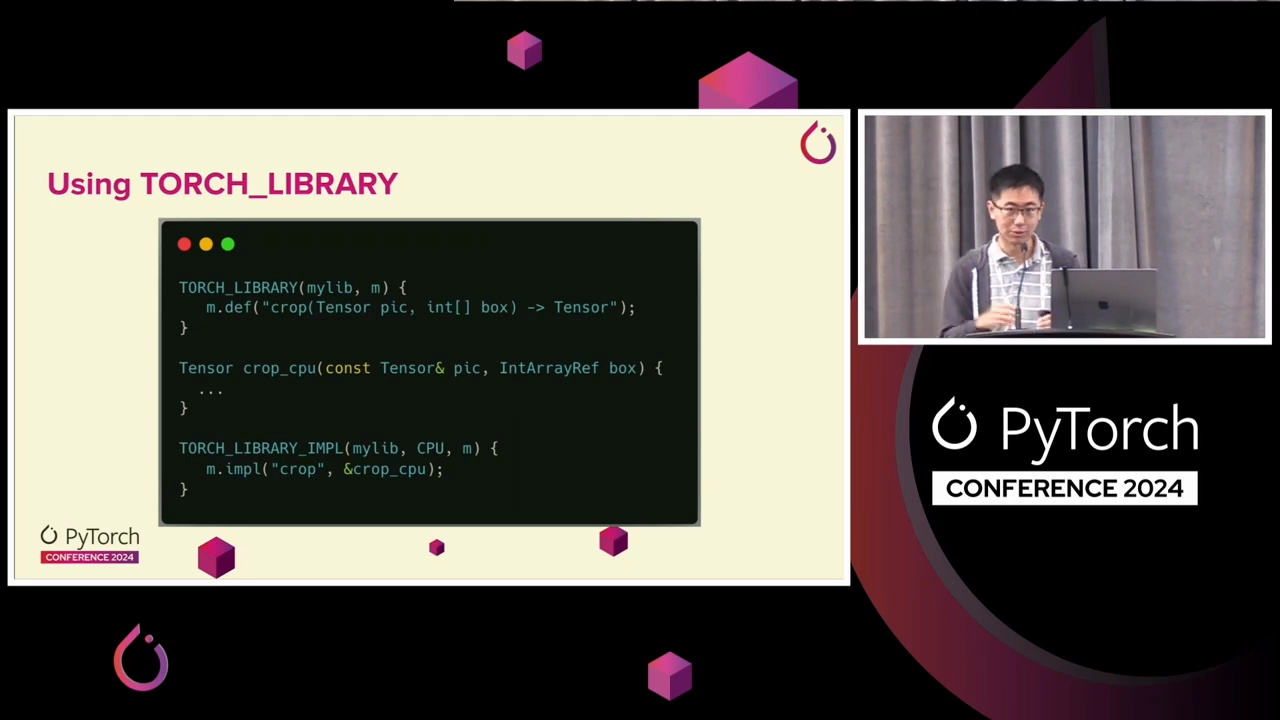 Using TORCH_LIBRARY
TORCH_LIBRARY(mylib, m) {
m.def("crop(Tensor pic, int[] box) -> Tensor");
}
Tensor crop_cpu(const Tensor& pic, IntArrayRef box) {
...
}
TORCH_LIBRARY_IMPL(mylib, CPU, m) {
m.impl("crop", &crop_cpu);
}
PyTorch
CONFERENCE 2024
PyTorch
CONFERENCE 2024